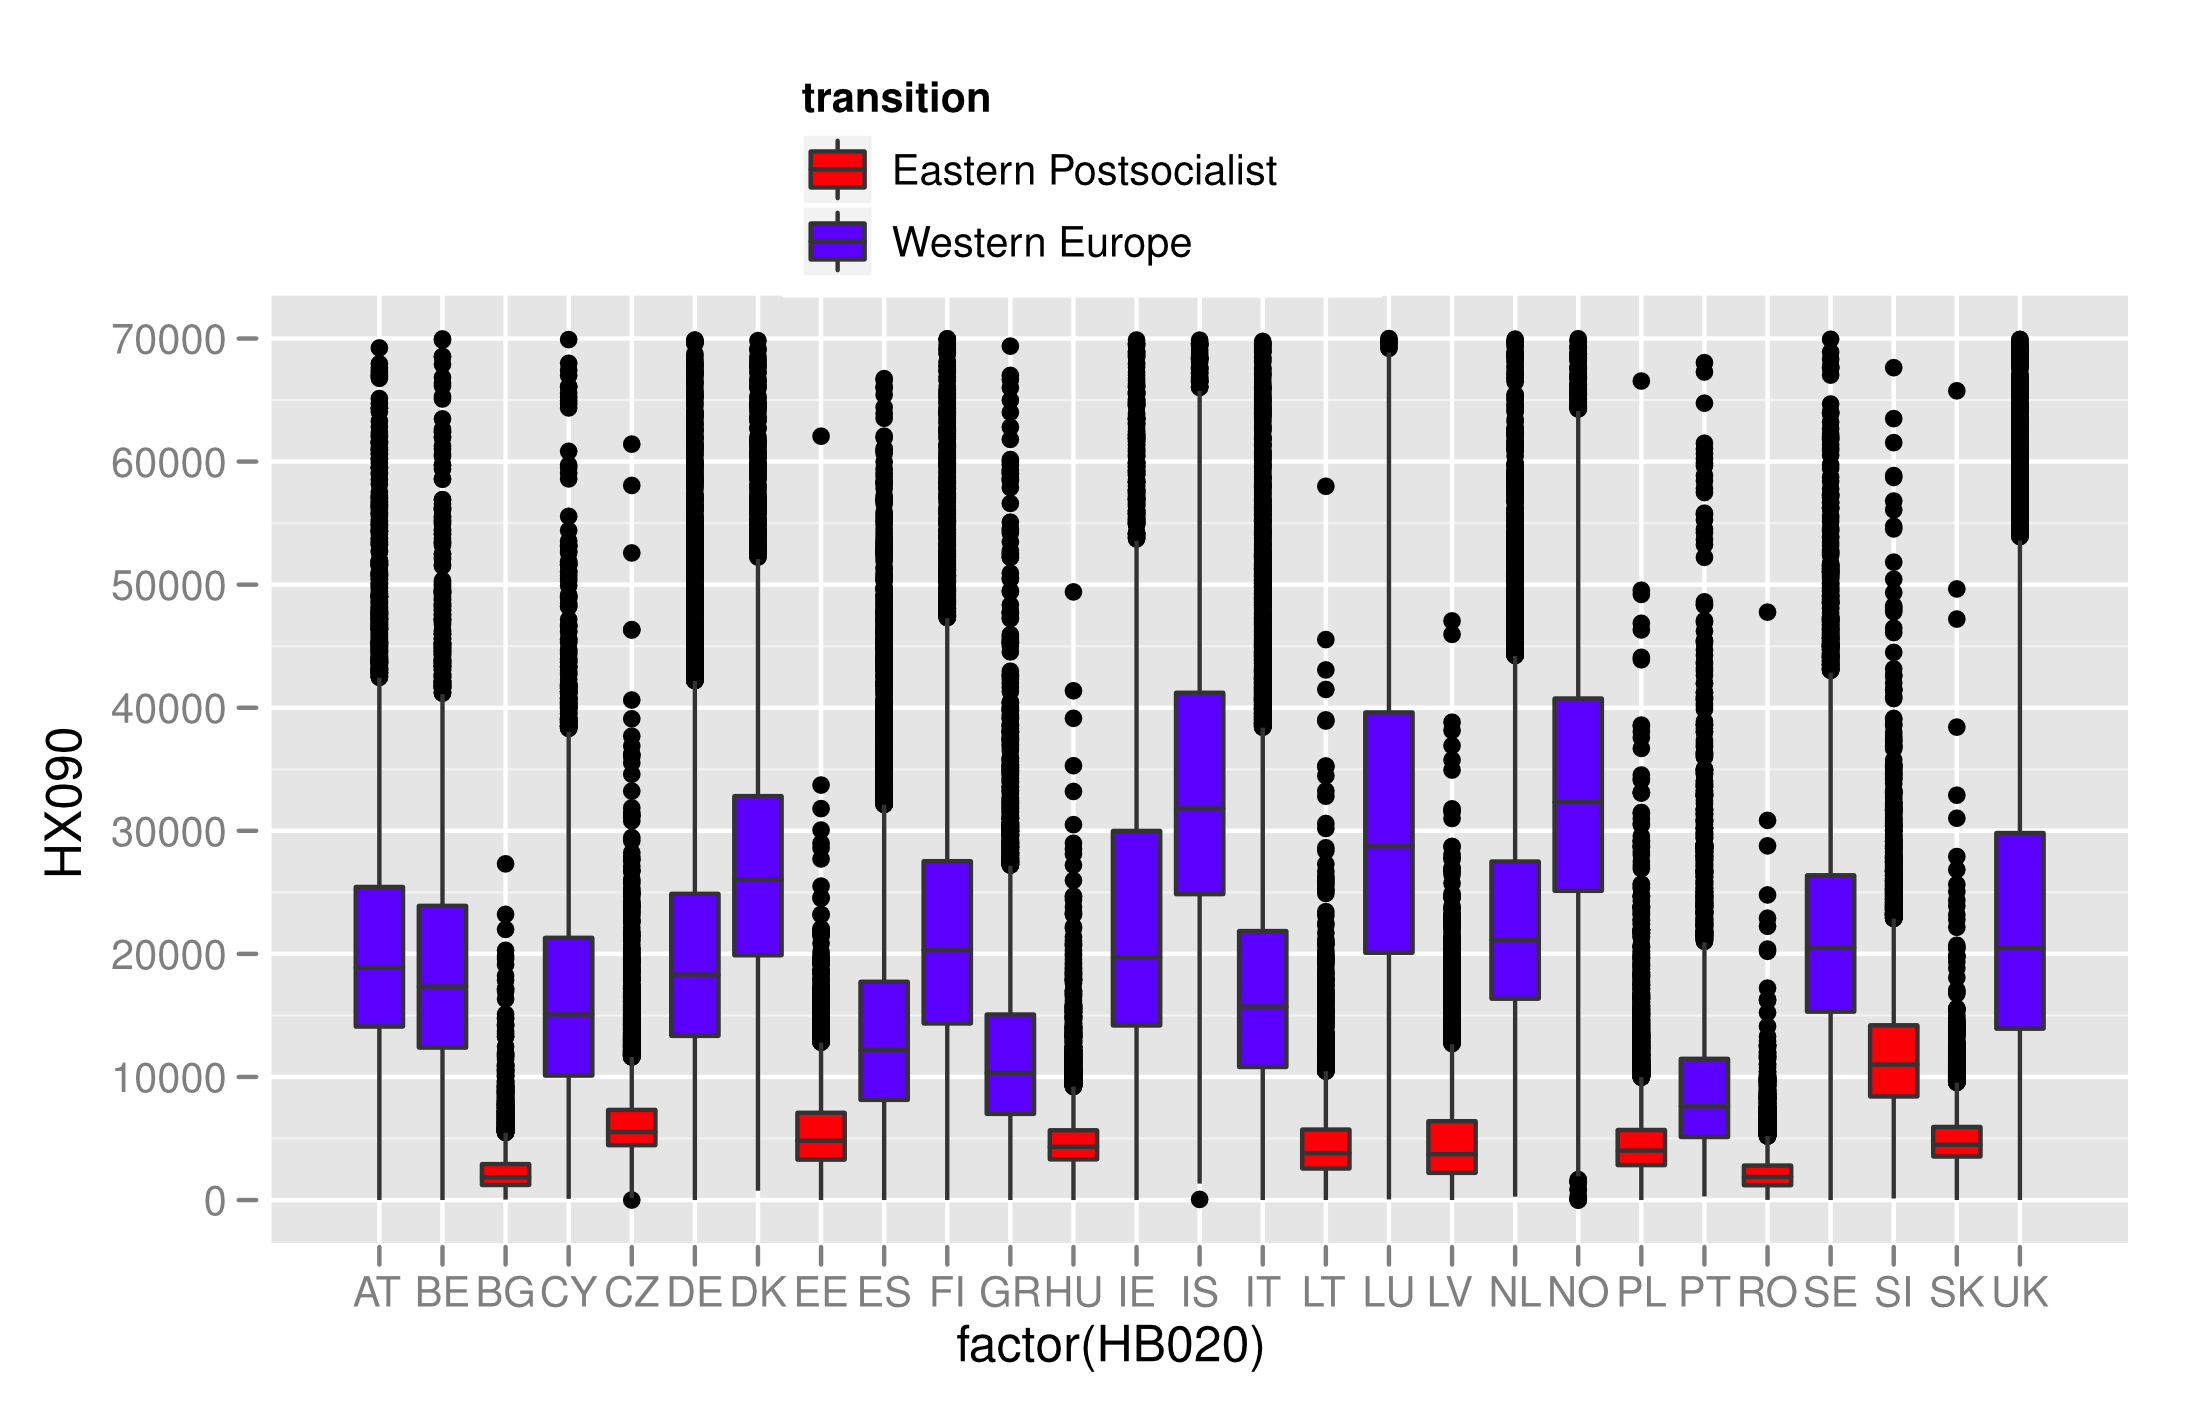 transition
Eastern Postsocialist
Western Europe
70000
60000
50000
40000
30000
20000
10000
0
HX090
AT BE BG CY CZ DE DK EE ES FI GR HU IE IS IT LT LU LV NL NO PL PT RO SE SI SK UK
factor(HB020)